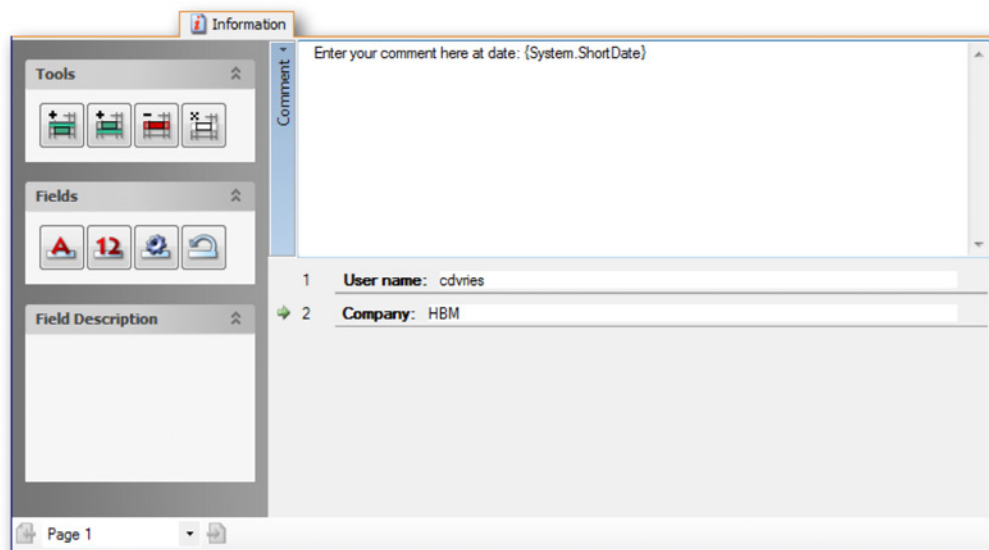 Information
Tools
Fields
12
Field Description
Comment
Enter your comment here at date: {System.ShortDate}
1 User name: cdvries
2 Company: HBM
Page 1